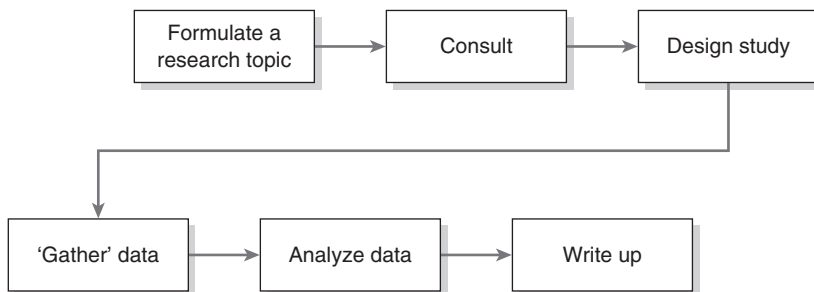 Formulate a
research topic
Consult
Design study
‘Gather’ data
Analyze data
Write up